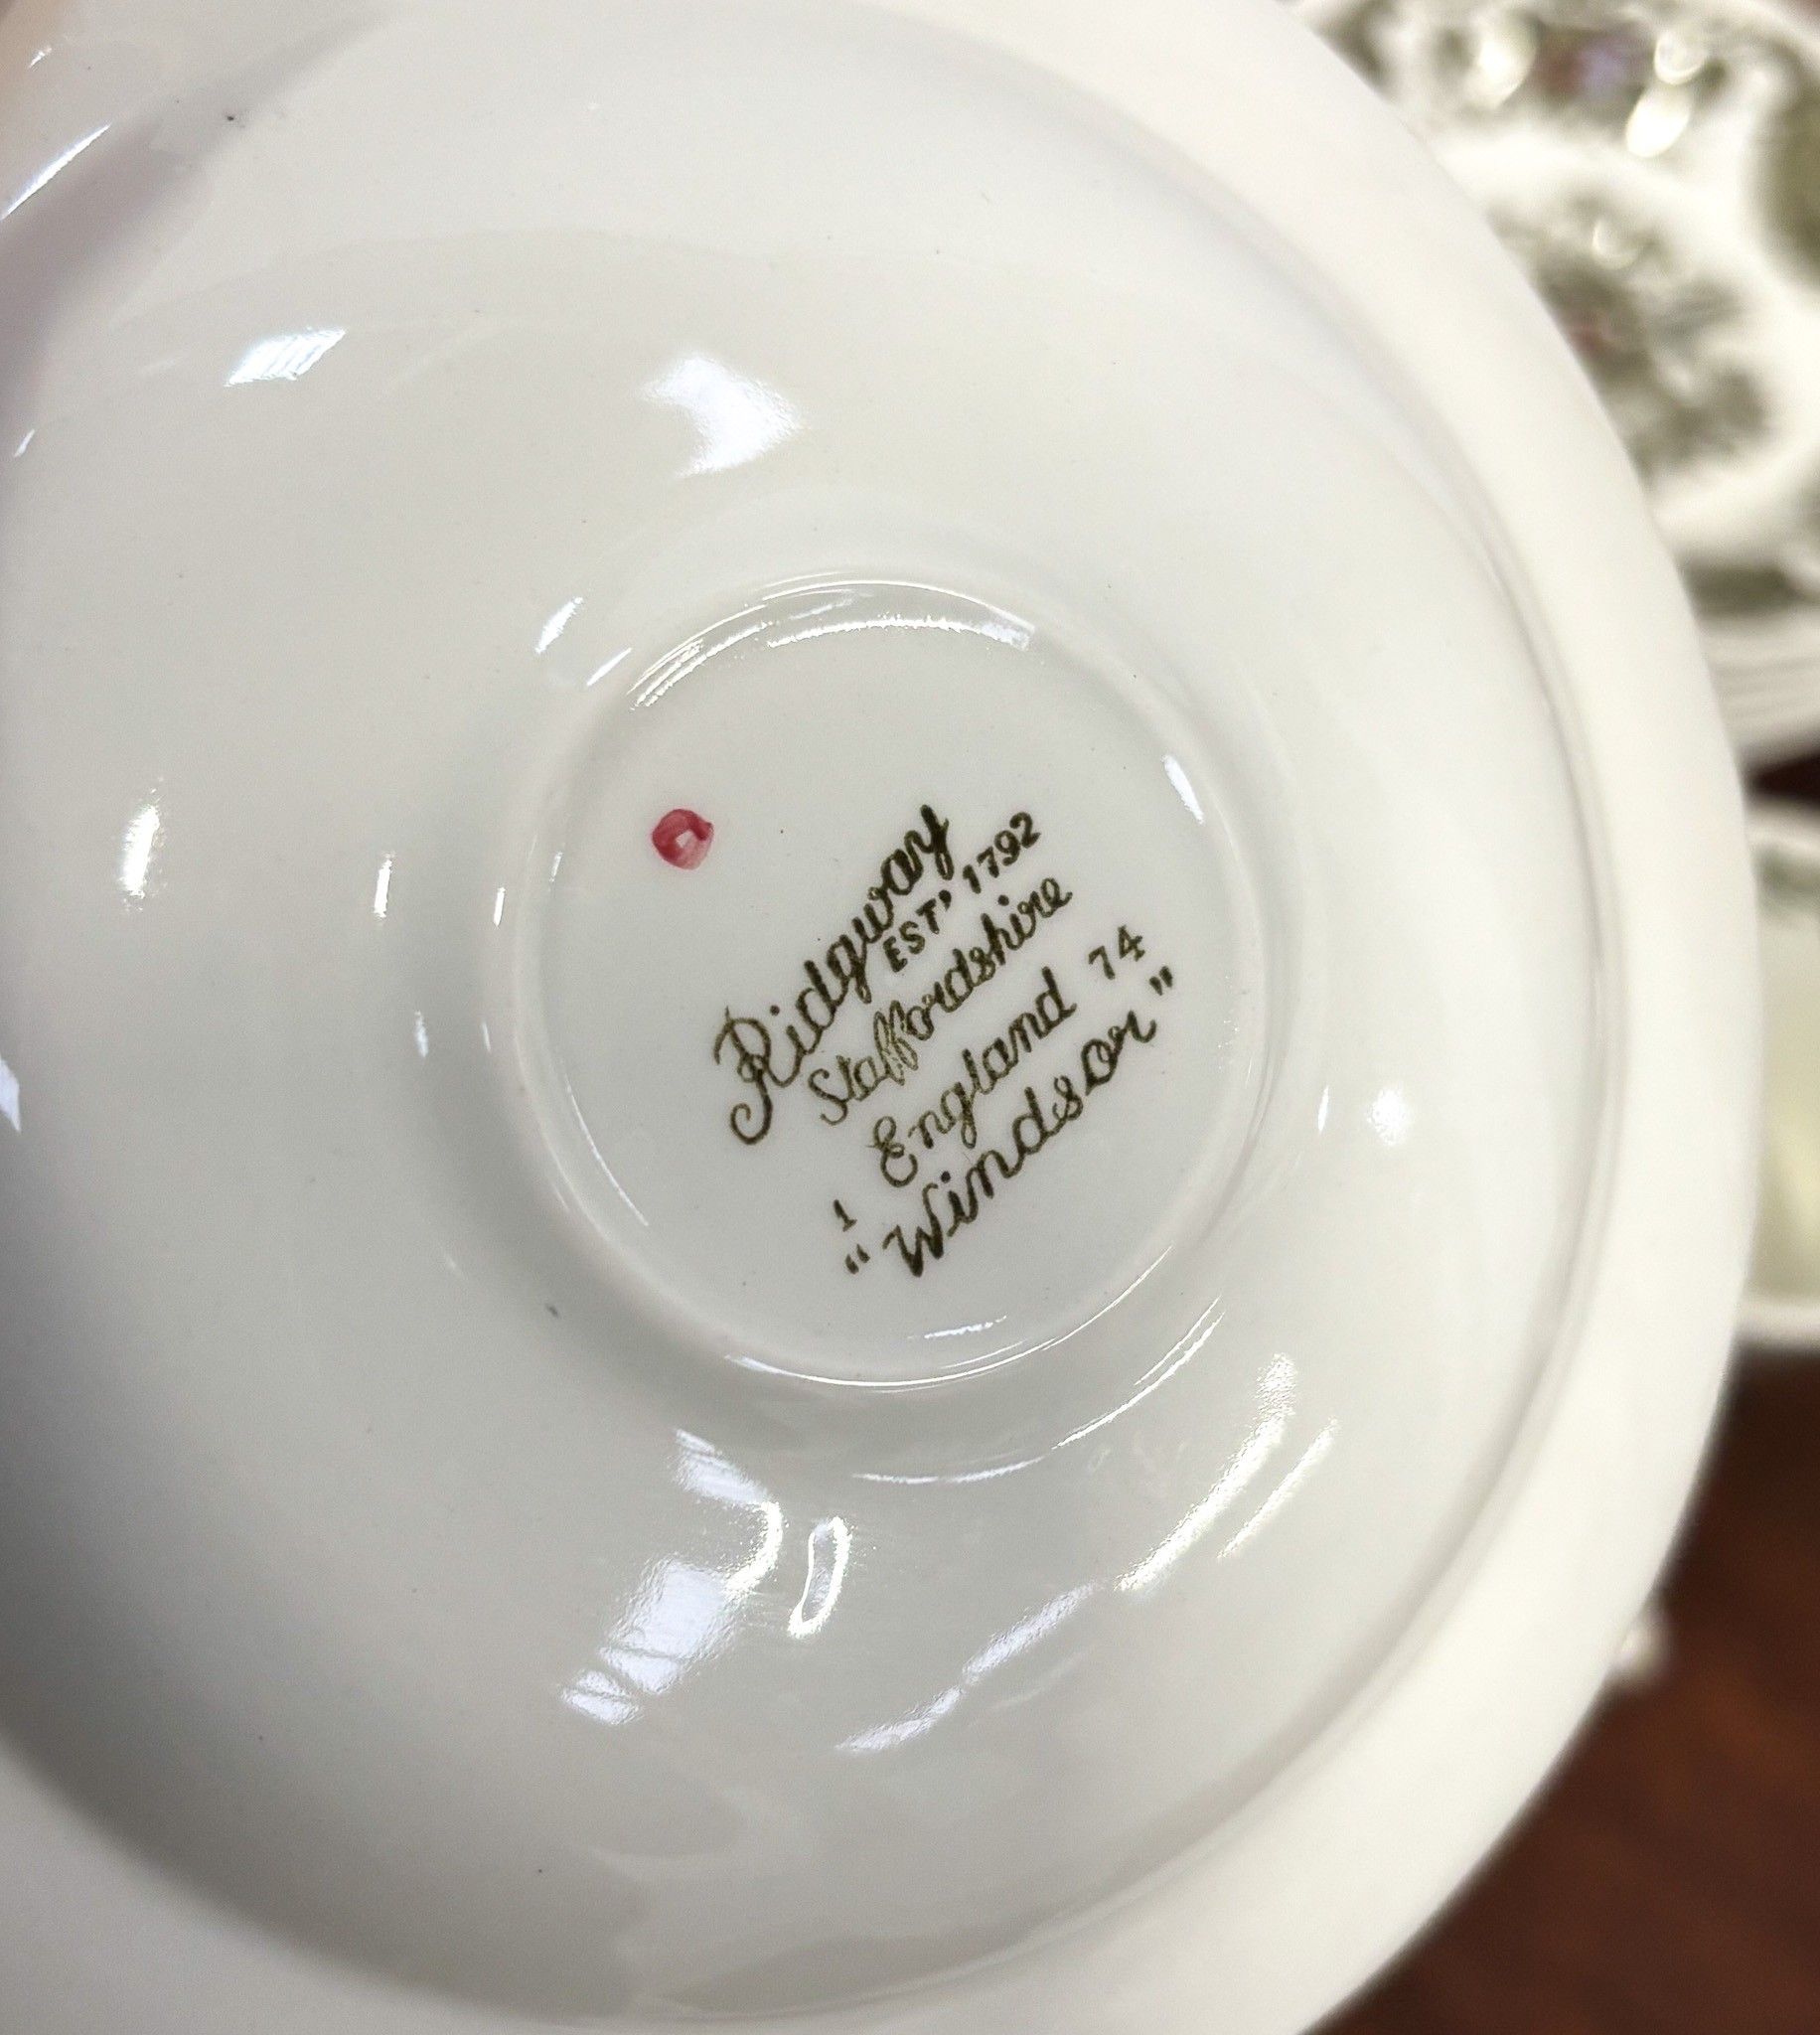 Ridgway
EST' 1792
Staffordshire
England 74
1
"Windsor"